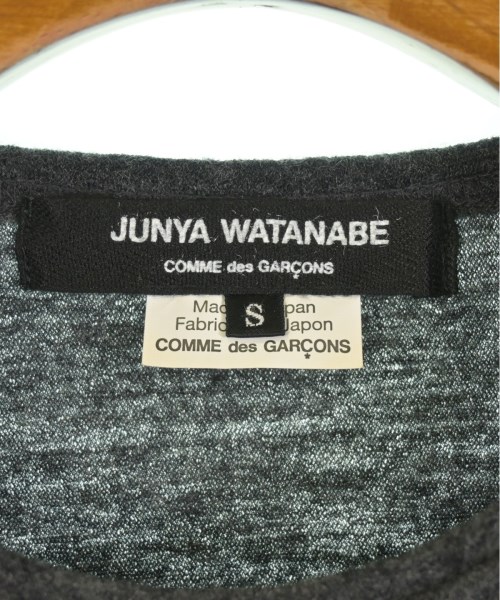 JUNYA WATANABE
COMME des GARÇONS
S
Japon
COMME des GARÇONS